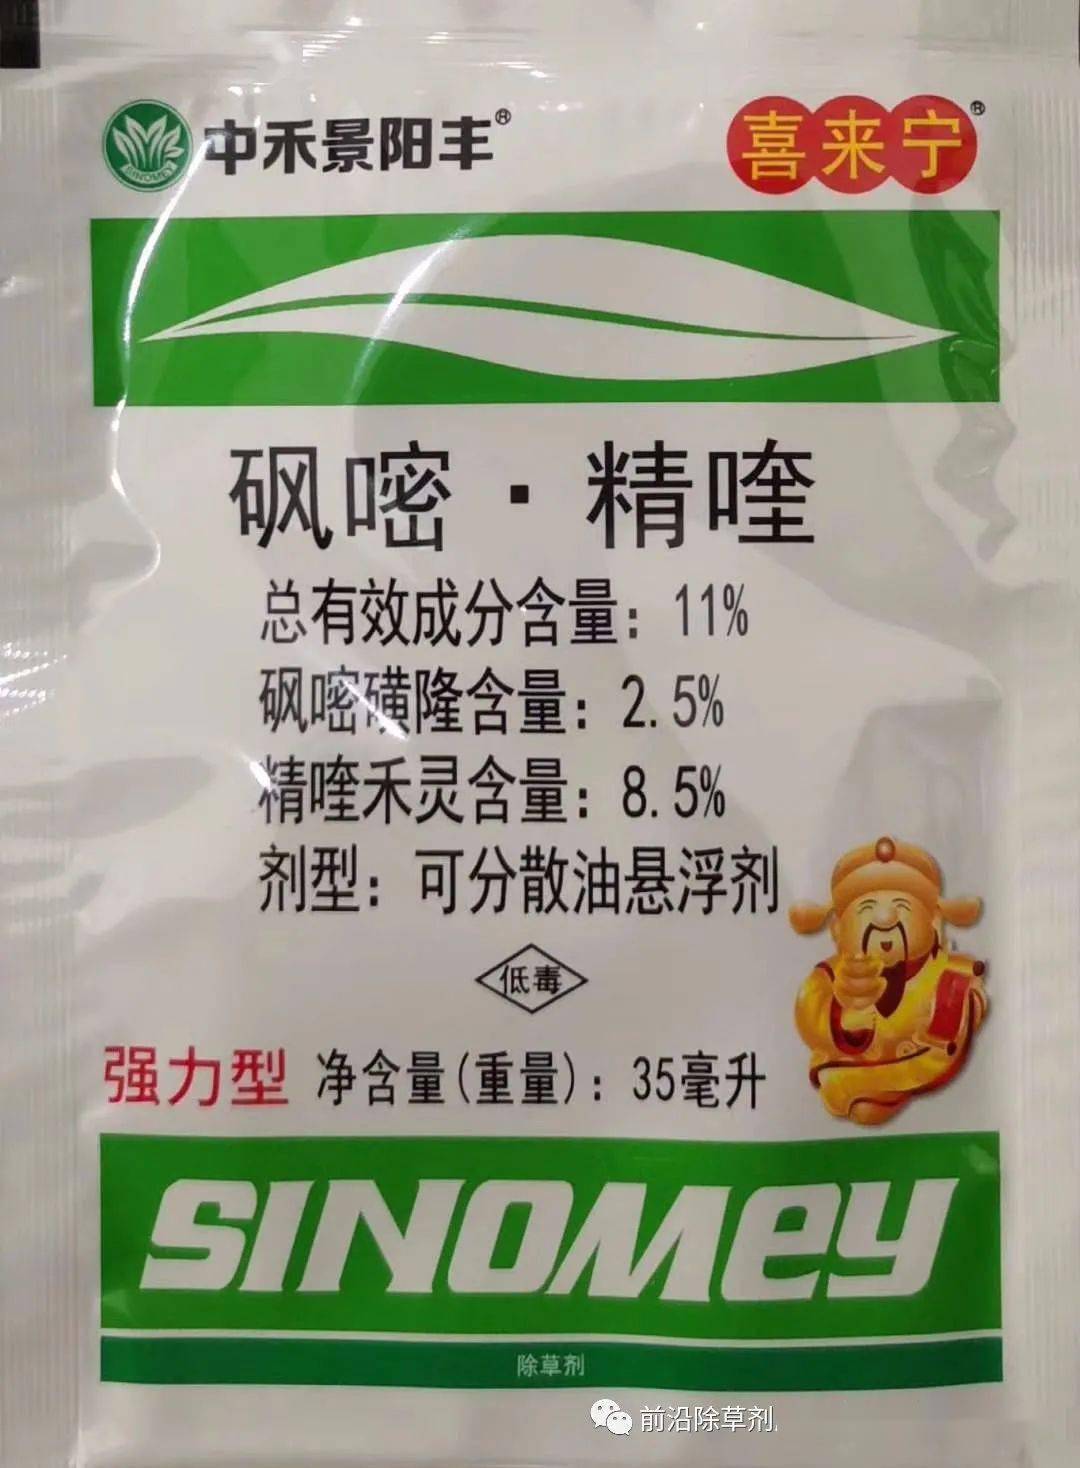 SINOMEY
中禾景阳丰®
喜来宁®
砜嘧·精喹
总有效成分含量：11%
砜嘧磺隆含量：2.5%
精喹禾灵含量：8.5%
剂型：可分散油悬浮剂
低毒
强力型 净含量(重量)：35毫升
SINOMEY
除草剂
前沿除草剂